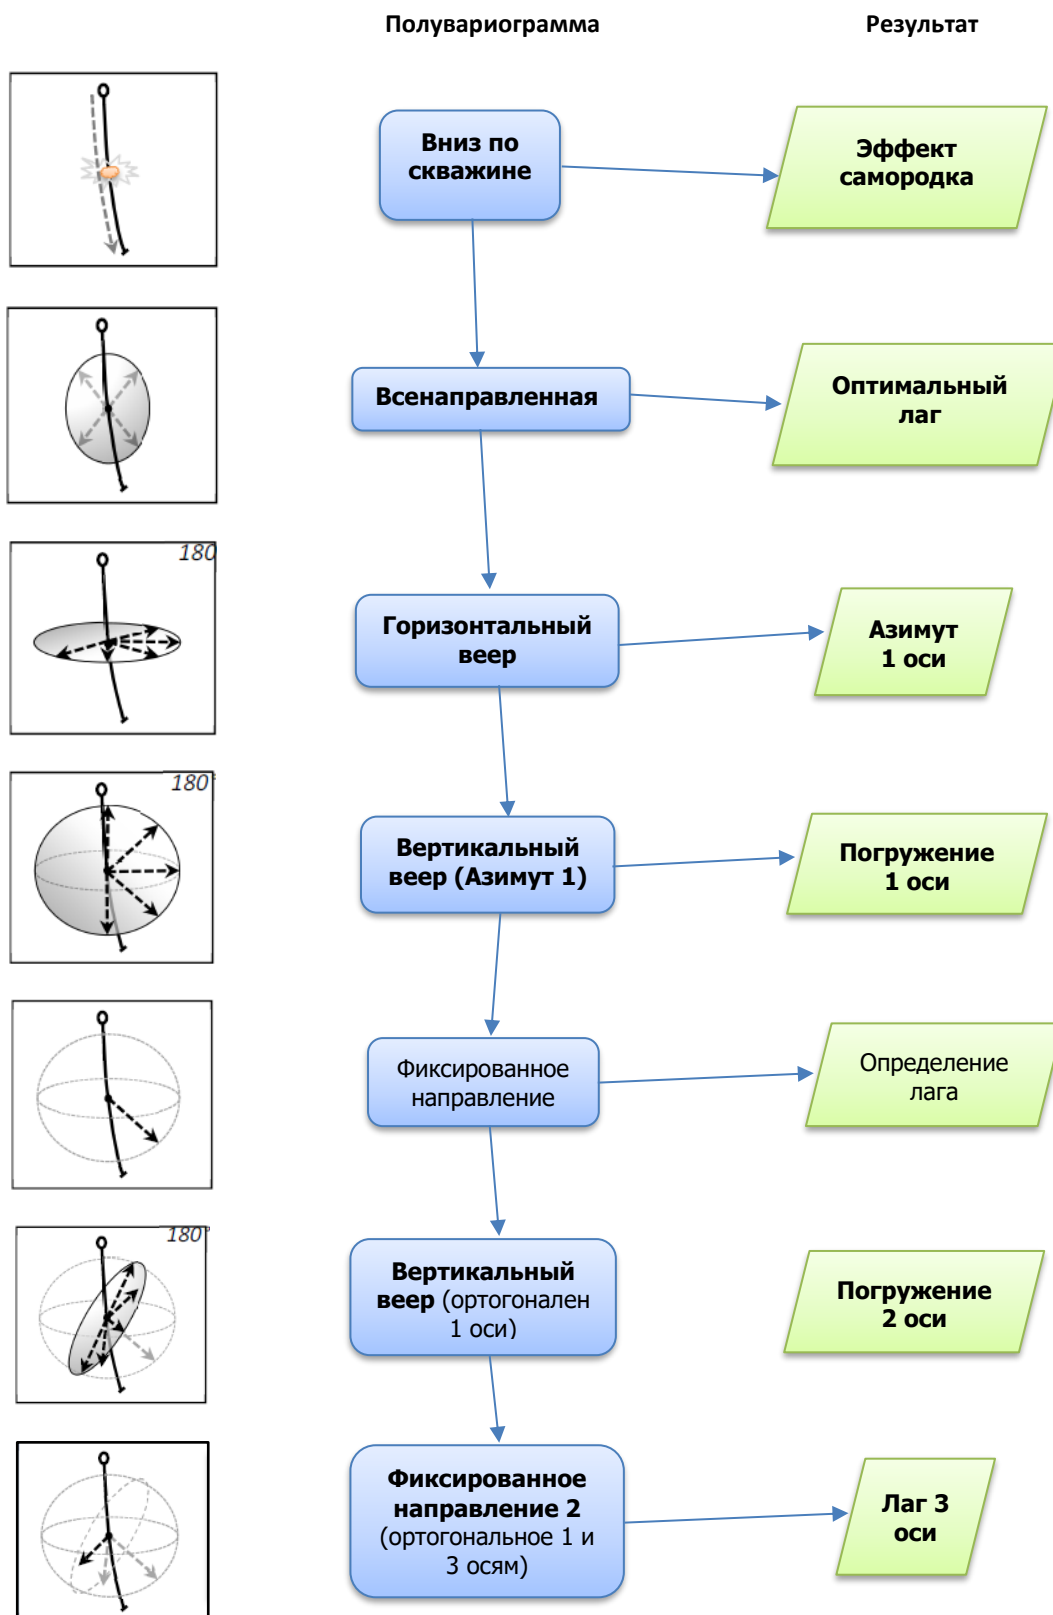 Полувариограмма
Результат
Вниз по
скважине
Эффект
самородка
Всенаправленная
Оптимальный
лаг
180
Горизонтальный
веер
Азимут
1 оси
180°
Вертикальный
веер (Азимут 1)
Погружение
1 оси
Фиксированное
направление
Определение
лага
180°
Вертикальный
веер (ортогонален
1 оси)
Погружение
2 оси
Фиксированное
направление 2
(ортогональное 1 и
3 осям)
Лаг 3
оси